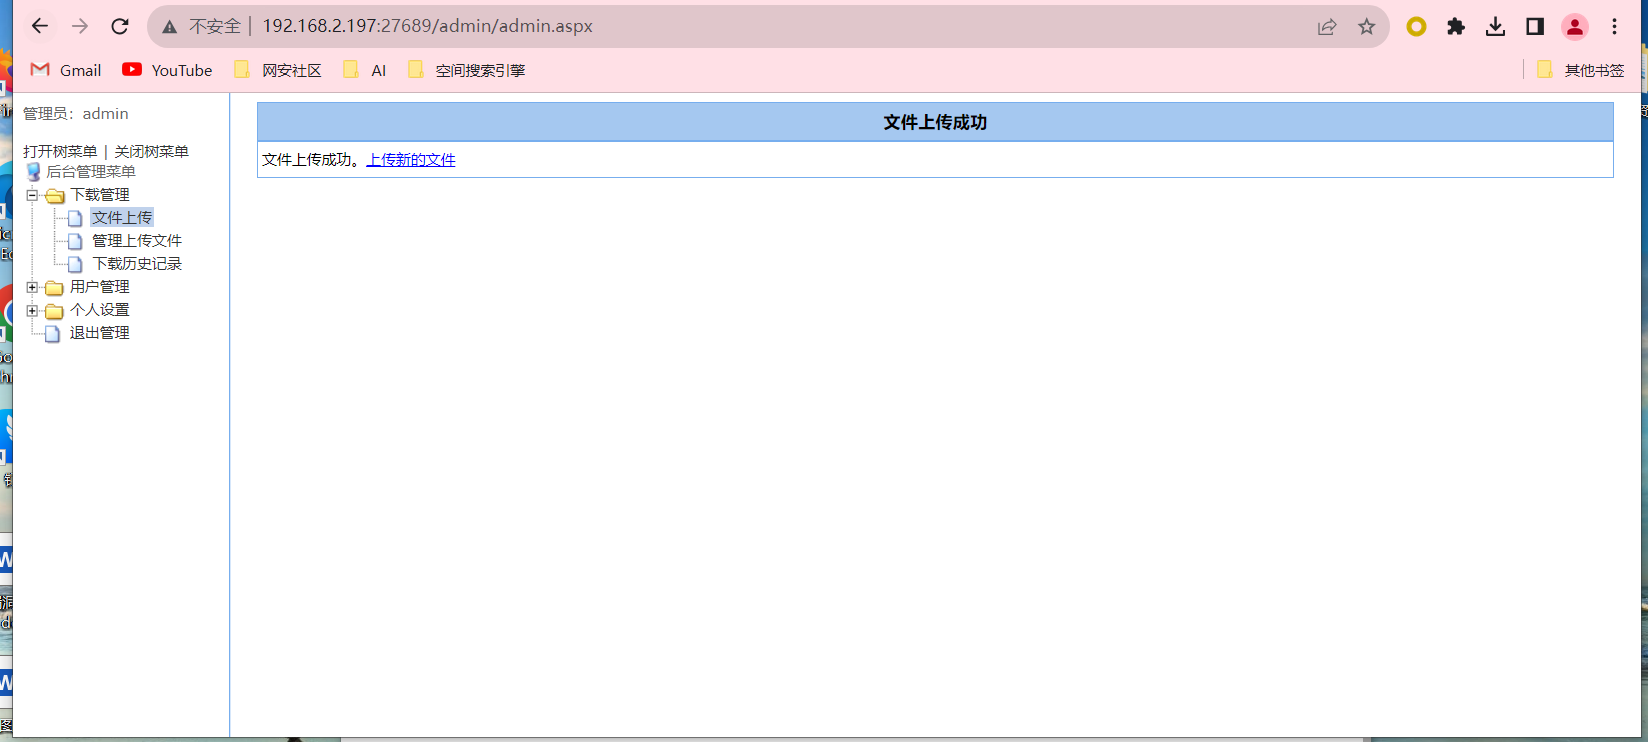 不安全 | 192.168.2.197:27689/admin/admin.aspx
Gmail YouTube 网安社区 AI 空间搜索引擎 其他书签
管理员：admin
打开树菜单 | 关闭树菜单
后台管理菜单
下载管理
文件上传
管理上传文件
下载历史记录
用户管理
个人设置
退出管理
文件上传成功
文件上传成功。上传新的文件